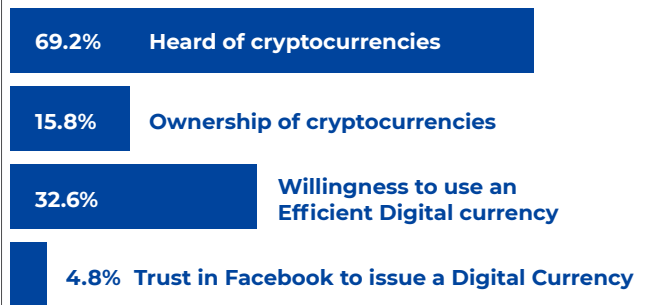 69.2% Heard of cryptocurrencies
15.8% Ownership of cryptocurrencies
32.6% Willingness to use an
Efficient Digital currency
4.8% Trust in Facebook to issue a Digital Currency